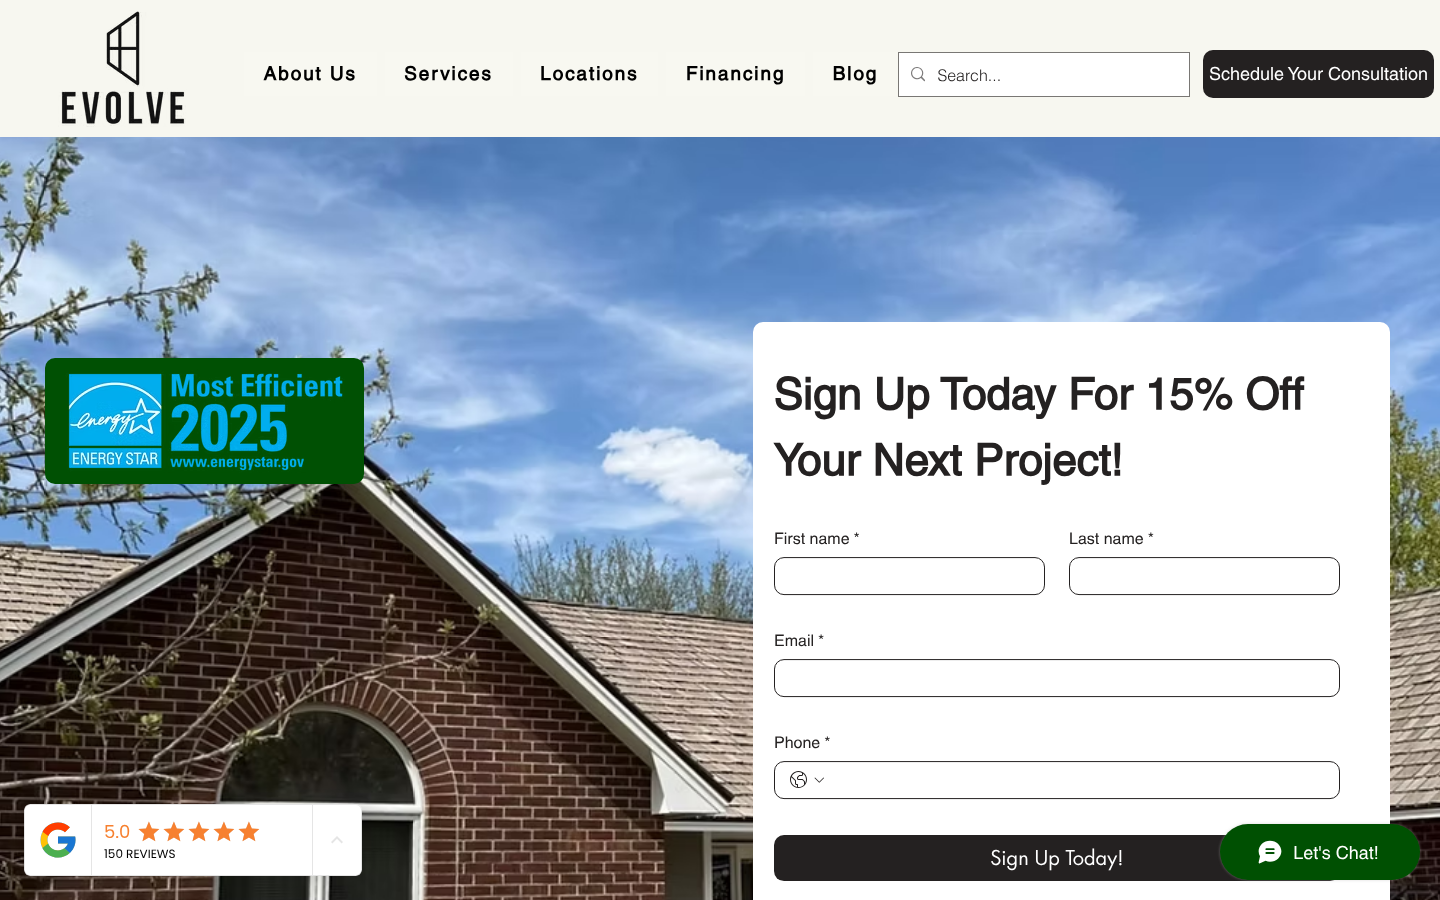 EVOLVE
About Us
Services
Locations
Financing
Blog
Search...
Schedule Your Consultation
energy
ENERGY STAR
Most Efficient
2025
www.energystar.gov
Sign Up Today For 15% Off
Your Next Project!
First name *
Last name *
Email *
Phone *
5.0
150 REVIEWS
Sign Up Today!
Let's Chat!